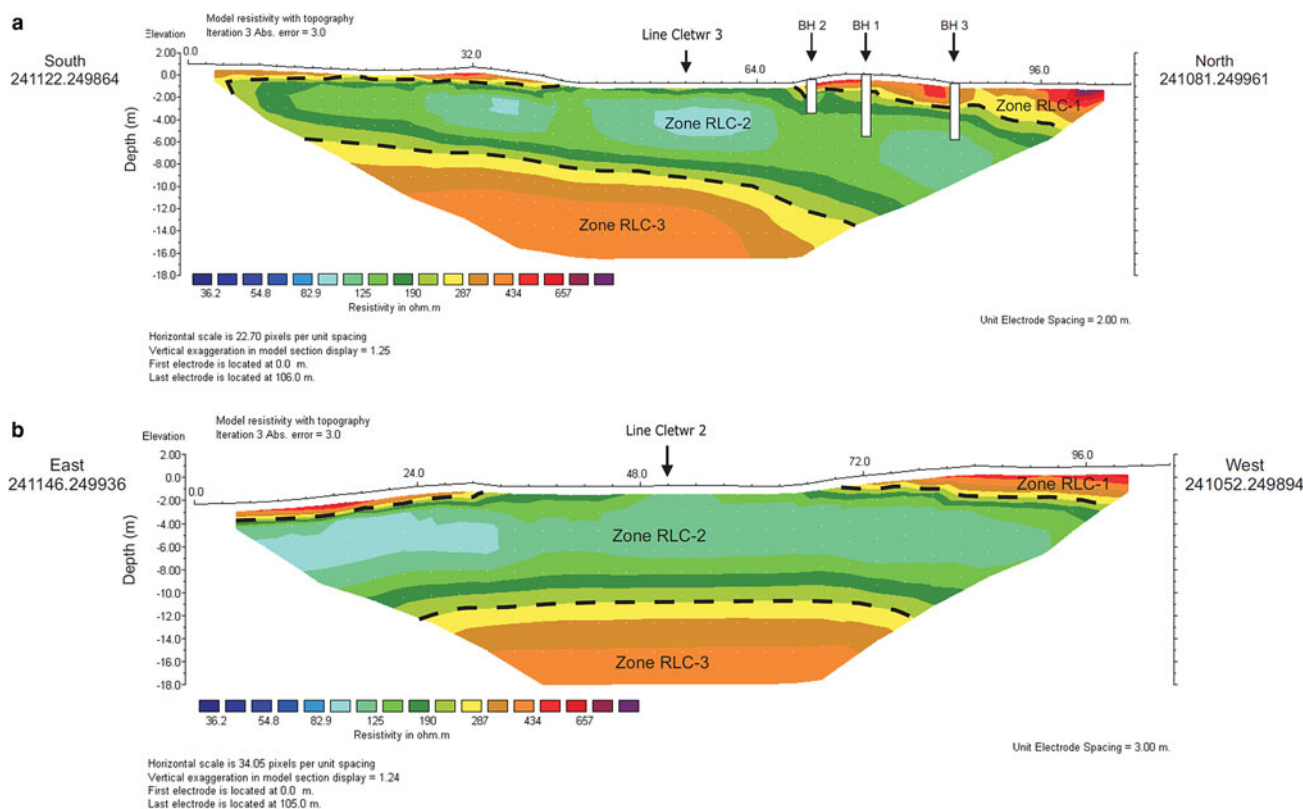 a
Model resistivity with topography
Iteration 3 Abs. error = 3.0
Elevation
Line Cletwr 3
BH 2
BH 1
BH 3
South
241122.249864
North
241081.249961
0.0
32.0
64.0
96.0
2.00
0.0
-2.00
-4.00
-6.00
-8.00
-10.0
-12.0
-14.0
-16.0
-18.0
Depth (m)
Zone RLC-1
Zone RLC-2
Zone RLC-3
36.2 54.8 82.9 125 190 287 434 657
Resistivity in ohm.m
Unit Electrode Spacing = 2.00 m.
Horizontal scale is 22.70 pixels per unit spacing
Vertical exaggeration in model section display = 1.25
First electrode is located at 0.0 m.
Last electrode is located at 106.0 m.
b
Model resistivity with topography
Iteration 3 Abs. error = 3.0
Elevation
Line Cletwr 2
East
241146.249936
West
241052.249894
0.0
24.0
48.0
72.0
96.0
2.00
0.00
-2.00
-4.00
-6.00
-8.00
-10.0
-12.0
-14.0
-16.0
-18.0
Depth (m)
Zone RLC-1
Zone RLC-2
Zone RLC-3
36.2 54.8 82.9 125 190 287 434 657
Resistivity in ohm.m
Unit Electrode Spacing = 3.00 m.
Horizontal scale is 34.05 pixels per unit spacing
Vertical exaggeration in model section display = 1.24
First electrode is located at 0.0 m.
Last electrode is located at 105.0 m.